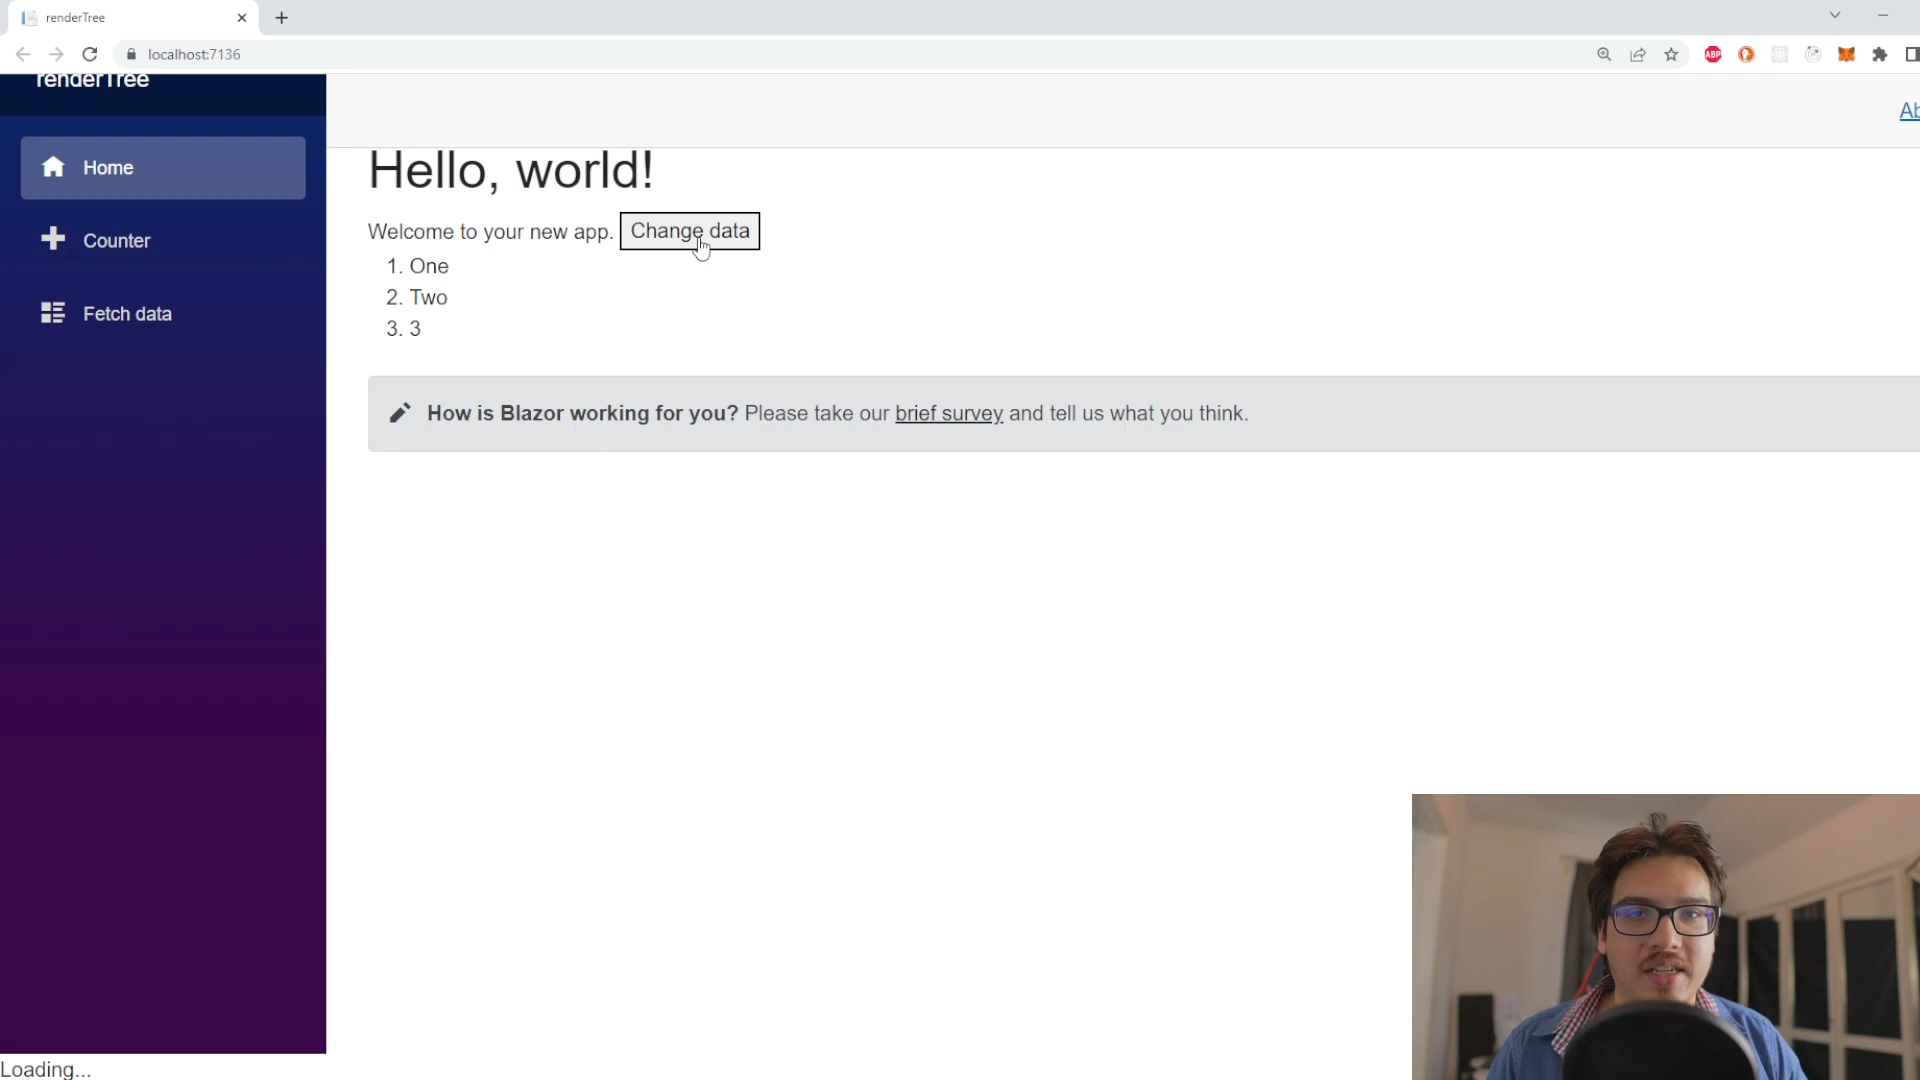 renderTree
localhost:7136
ABP
renderTree
Ab
Home
Counter
Fetch data
Hello, world!
Welcome to your new app. Change data
1. One
2. Two
3. 3
How is Blazor working for you? Please take our brief survey and tell us what you think.
Loading...